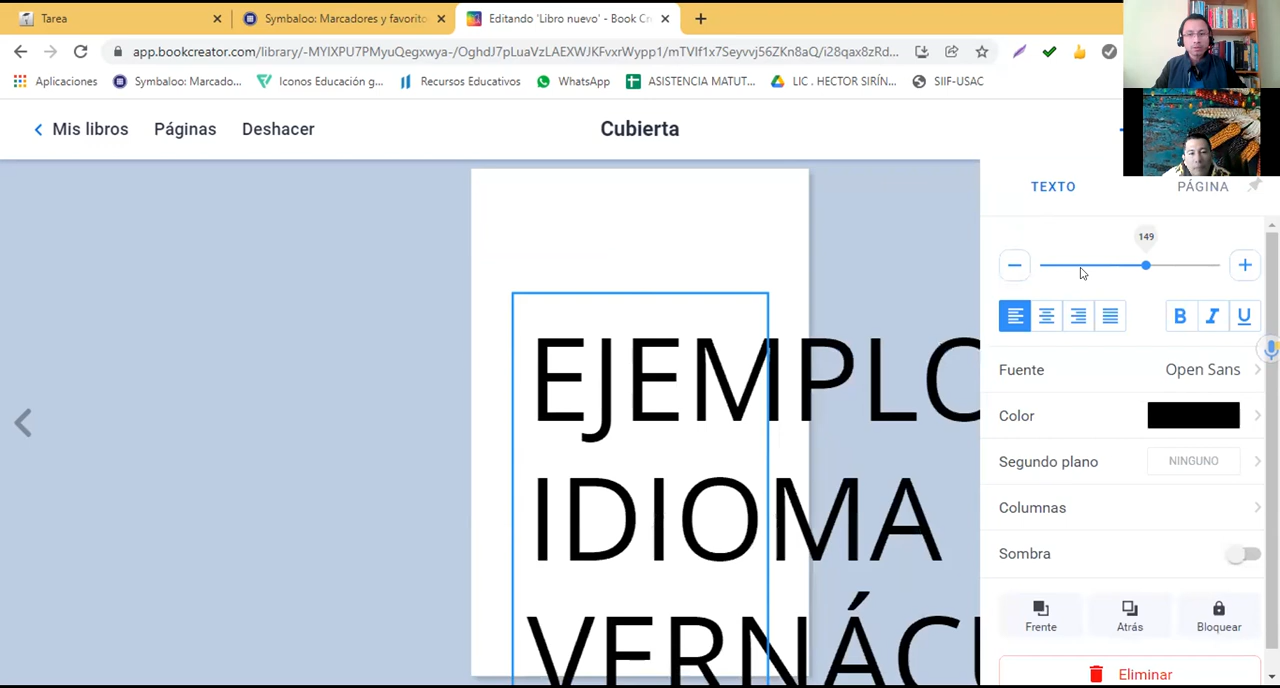 Tarea
Symbaloo: Marcadores y favorito
Editando 'Libro nuevo' - Book Cr
app.bookcreator.com/library/-MYIXPU7PMyuQegxwya-/OghdJ7pLuaVzLAEXWJKFvxrWypp1/mTVIf1x7Seyvvj56ZKn8aQ/i28qax8zRd...
Aplicaciones
Symbaloo: Marcado...
Iconos Educación g...
Recursos Educativos
WhatsApp
ASISTENCIA MATUT...
LIC . HECTOR SIRÍN...
SIIF-USAC
Mis libros
Páginas
Deshacer
Cubierta
TEXTO
PÁGINA
149
EJEMPLO
IDIOMA
VERNÁCU
B I U
Fuente
Open Sans
Color
Segundo plano
NINGUNO
Columnas
Sombra
Frente
Atrás
Bloquear
Eliminar